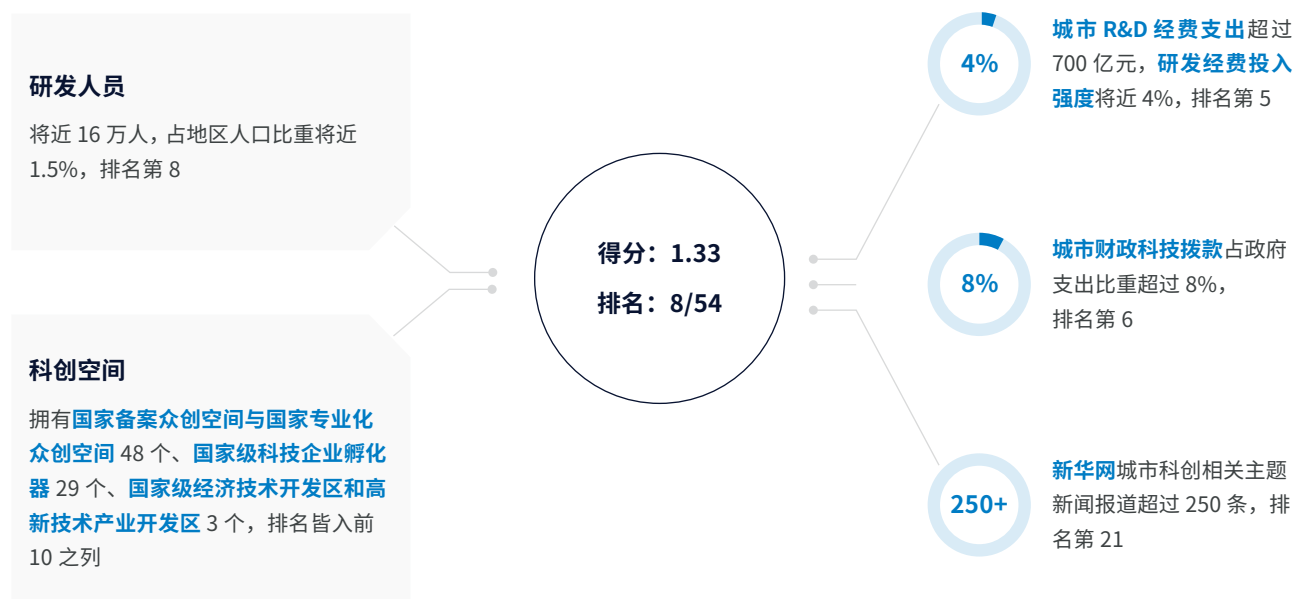 研发人员
将近 16 万人，占地区人口比重将近
1.5%，排名第 8
科创空间
拥有国家备案众创空间与国家专业化
众创空间 48 个、国家级科技企业孵化
器 29 个、国家级经济技术开发区和高
新技术产业开发区 3 个，排名皆入前
10 之列
得分：1.33
排名：8/54
4%
城市 R&D 经费支出超过
700 亿元，研发经费投入
强度将近 4%，排名第 5
8%
城市财政科技拨款占政府
支出比重超过 8%，
排名第 6
250+
新华网城市科创相关主题
新闻报道超过 250 条，排
名第 21